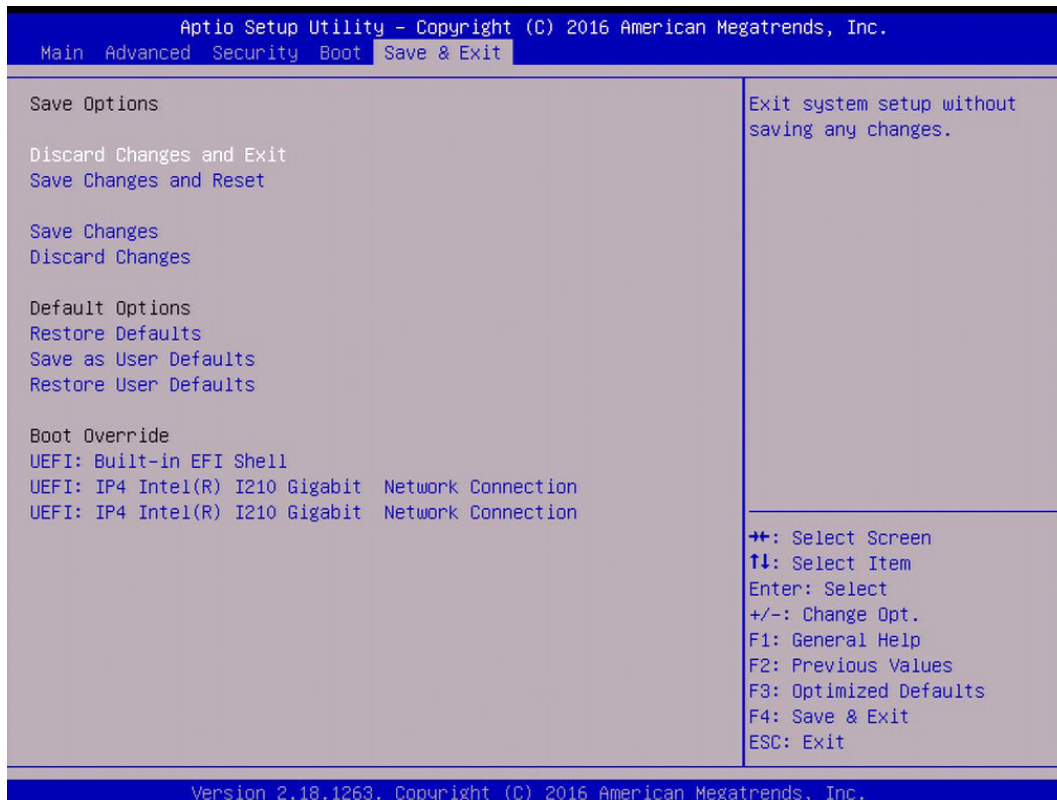 Aptio Setup Utility – Copyright (C) 2016 American Megatrends, Inc.
Main Advanced Security Boot Save & Exit
Save Options
Discard Changes and Exit
Save Changes and Reset
Save Changes
Discard Changes
Default Options
Restore Defaults
Save as User Defaults
Restore User Defaults
Boot Override
UEFI: Built-in EFI Shell
UEFI: IP4 Intel(R) I210 Gigabit  Network Connection
UEFI: IP4 Intel(R) I210 Gigabit  Network Connection
Exit system setup without
saving any changes.
→←: Select Screen
↑↓: Select Item
Enter: Select
+/-: Change Opt.
F1: General Help
F2: Previous Values
F3: Optimized Defaults
F4: Save & Exit
ESC: Exit
Version 2.18.1263. Copyright (C) 2016 American Megatrends, Inc.